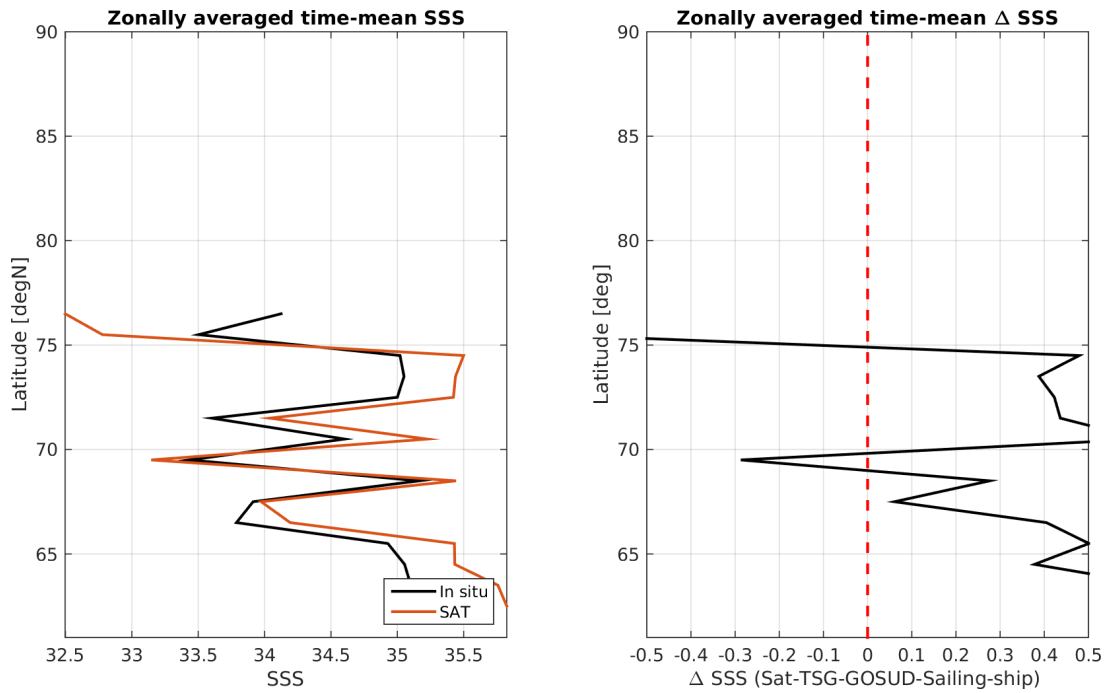 Zonally averaged time-mean SSS
90
85
80
75
70
65
32.5 33 33.5 34 34.5 35 35.5
SSS
Latitude [degN]
In situ
SAT
Zonally averaged time-mean Δ SSS
90
85
80
75
70
65
-0.5 -0.4 -0.3 -0.2 -0.1 0 0.1 0.2 0.3 0.4 0.5
Δ SSS (Sat-TSG-GOSUD-Sailing-ship)
Latitude [deg]